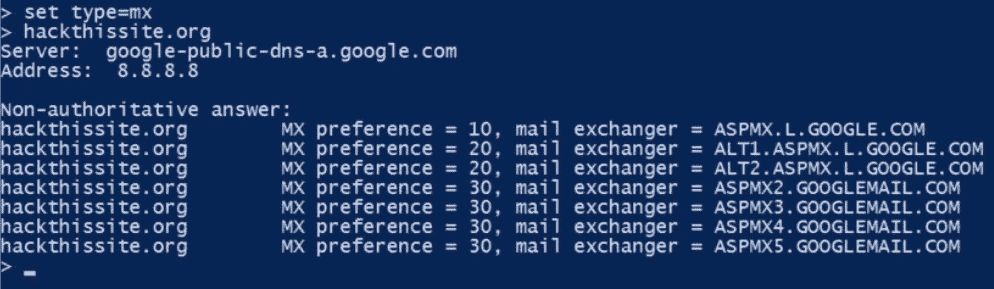 > set type=mx
> hackthissite.org
Server:  google-public-dns-a.google.com
Address:  8.8.8.8

Non-authoritative answer:
hackthissite.org        MX preference = 10, mail exchanger = ASPMX.L.GOOGLE.COM
hackthissite.org        MX preference = 20, mail exchanger = ALT1.ASPMX.L.GOOGLE.COM
hackthissite.org        MX preference = 20, mail exchanger = ALT2.ASPMX.L.GOOGLE.COM
hackthissite.org        MX preference = 30, mail exchanger = ASPMX2.GOOGLEMAIL.COM
hackthissite.org        MX preference = 30, mail exchanger = ASPMX3.GOOGLEMAIL.COM
hackthissite.org        MX preference = 30, mail exchanger = ASPMX4.GOOGLEMAIL.COM
hackthissite.org        MX preference = 30, mail exchanger = ASPMX5.GOOGLEMAIL.COM
> _